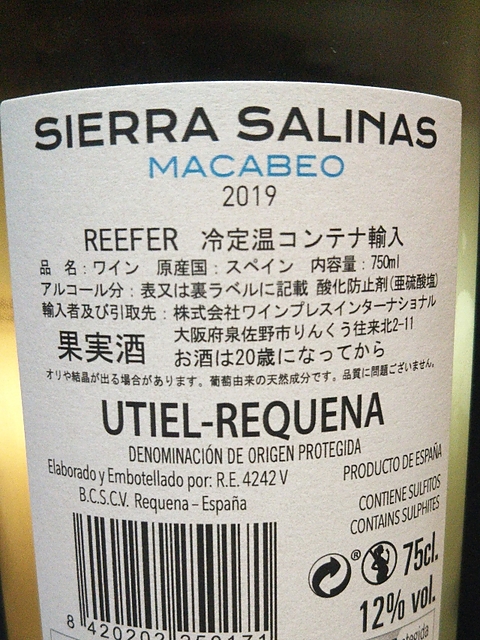 SIERRA SALINAS
MACABEO
2019
REEFER 冷定温コンテナ輸入
品 名：ワイン 原産国：スペイン 内容量：750ml
アルコール分：表又は裏ラベルに記載 酸化防止剤(亜硫酸塩)
輸入者及び引取先：株式会社ワインプレスインターナショナル
大阪府泉佐野市りんくう往来北2-11
果実酒 お酒は20歳になってから
オリや結晶が出る場合があります。葡萄由来の天然成分です。品質に問題ございません。
UTIEL-REQUENA
DENOMINACIÓN DE ORIGEN PROTEGIDA
Elaborado y Embotellado por: R.E. 4242 V
B.C.S.C.V. Requena – España
PRODUCTO DE ESPAÑA
CONTIENE SULFITOS
CONTAINS SULPHITES
® 75cl.
12% vol.
8 420202 350171